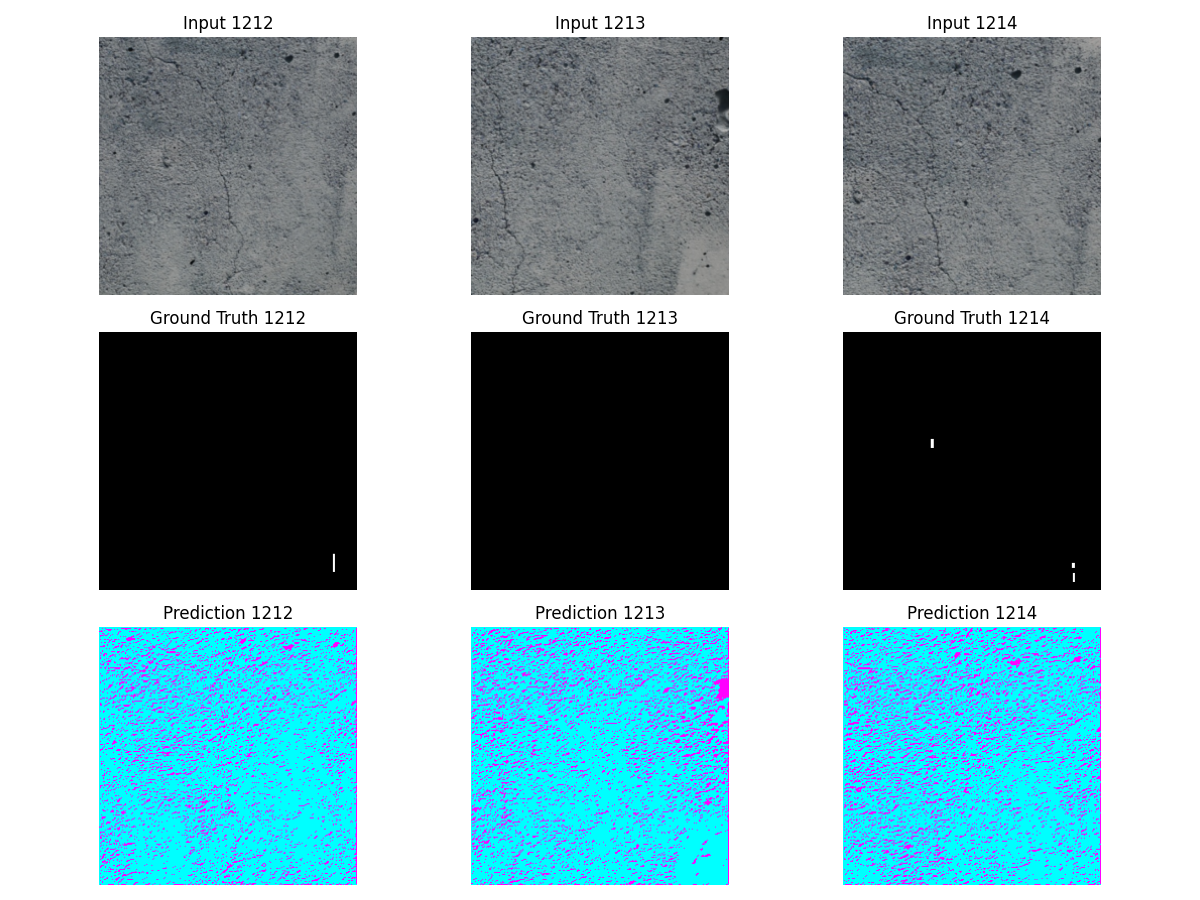 Input 1212
Input 1213
Input 1214
Ground Truth 1212
Ground Truth 1213
Ground Truth 1214
Prediction 1212
Prediction 1213
Prediction 1214